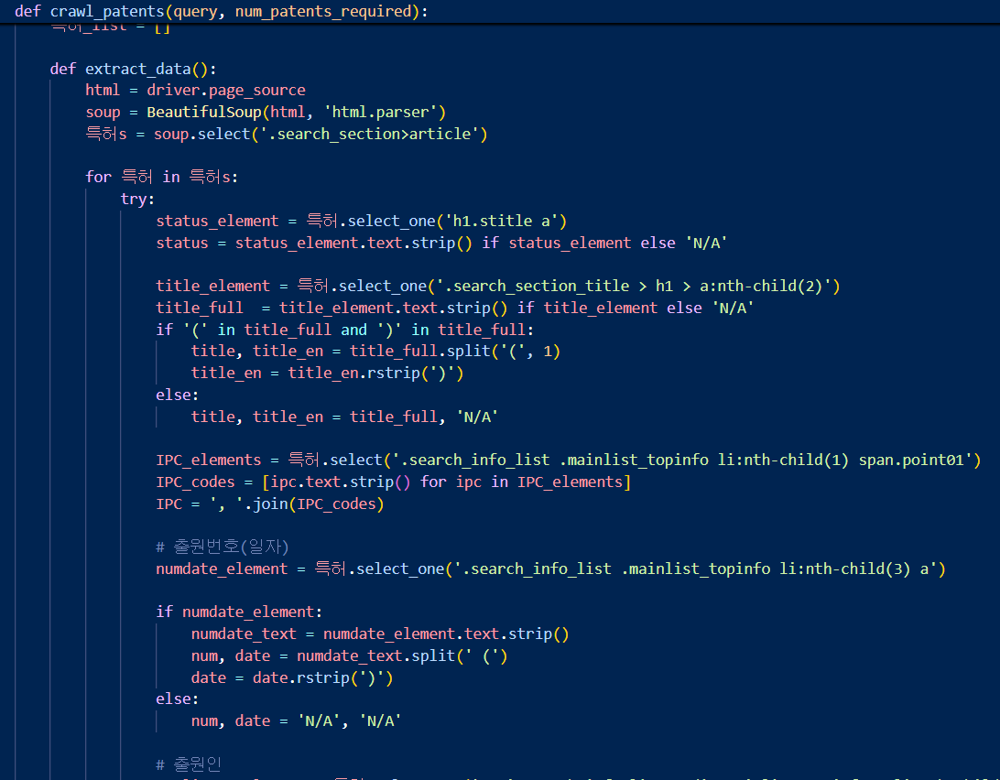 def crawl_patents(query, num_patents_required):
    특허_list = []
    def extract_data():
        html = driver.page_source
        soup = BeautifulSoup(html, 'html.parser')
        특허s = soup.select('.search_section>article')
        for 특허 in 특허s:
            try:
                status_element = 특허.select_one('h1.stitle a')
                status = status_element.text.strip() if status_element else 'N/A'
                title_element = 특허.select_one('.search_section_title > h1 > a:nth-child(2)')
                title_full  = title_element.text.strip() if title_element else 'N/A'
                if '(' in title_full and ')' in title_full:
                    title, title_en = title_full.split('(', 1)
                    title_en = title_en.rstrip(')')
                else:
                    title, title_en = title_full, 'N/A'
                IPC_elements = 특허.select('.search_info_list .mainlist_topinfo li:nth-child(1) span.point01')
                IPC_codes = [ipc.text.strip() for ipc in IPC_elements]
                IPC = ', '.join(IPC_codes)
                # 출원번호(일자)
                numdate_element = 특허.select_one('.search_info_list .mainlist_topinfo li:nth-child(3) a')
                if numdate_element:
                    numdate_text = numdate_element.text.strip()
                    num, date = numdate_text.split(' (')
                    date = date.rstrip(')')
                else:
                    num, date = 'N/A', 'N/A'
                # 출원인